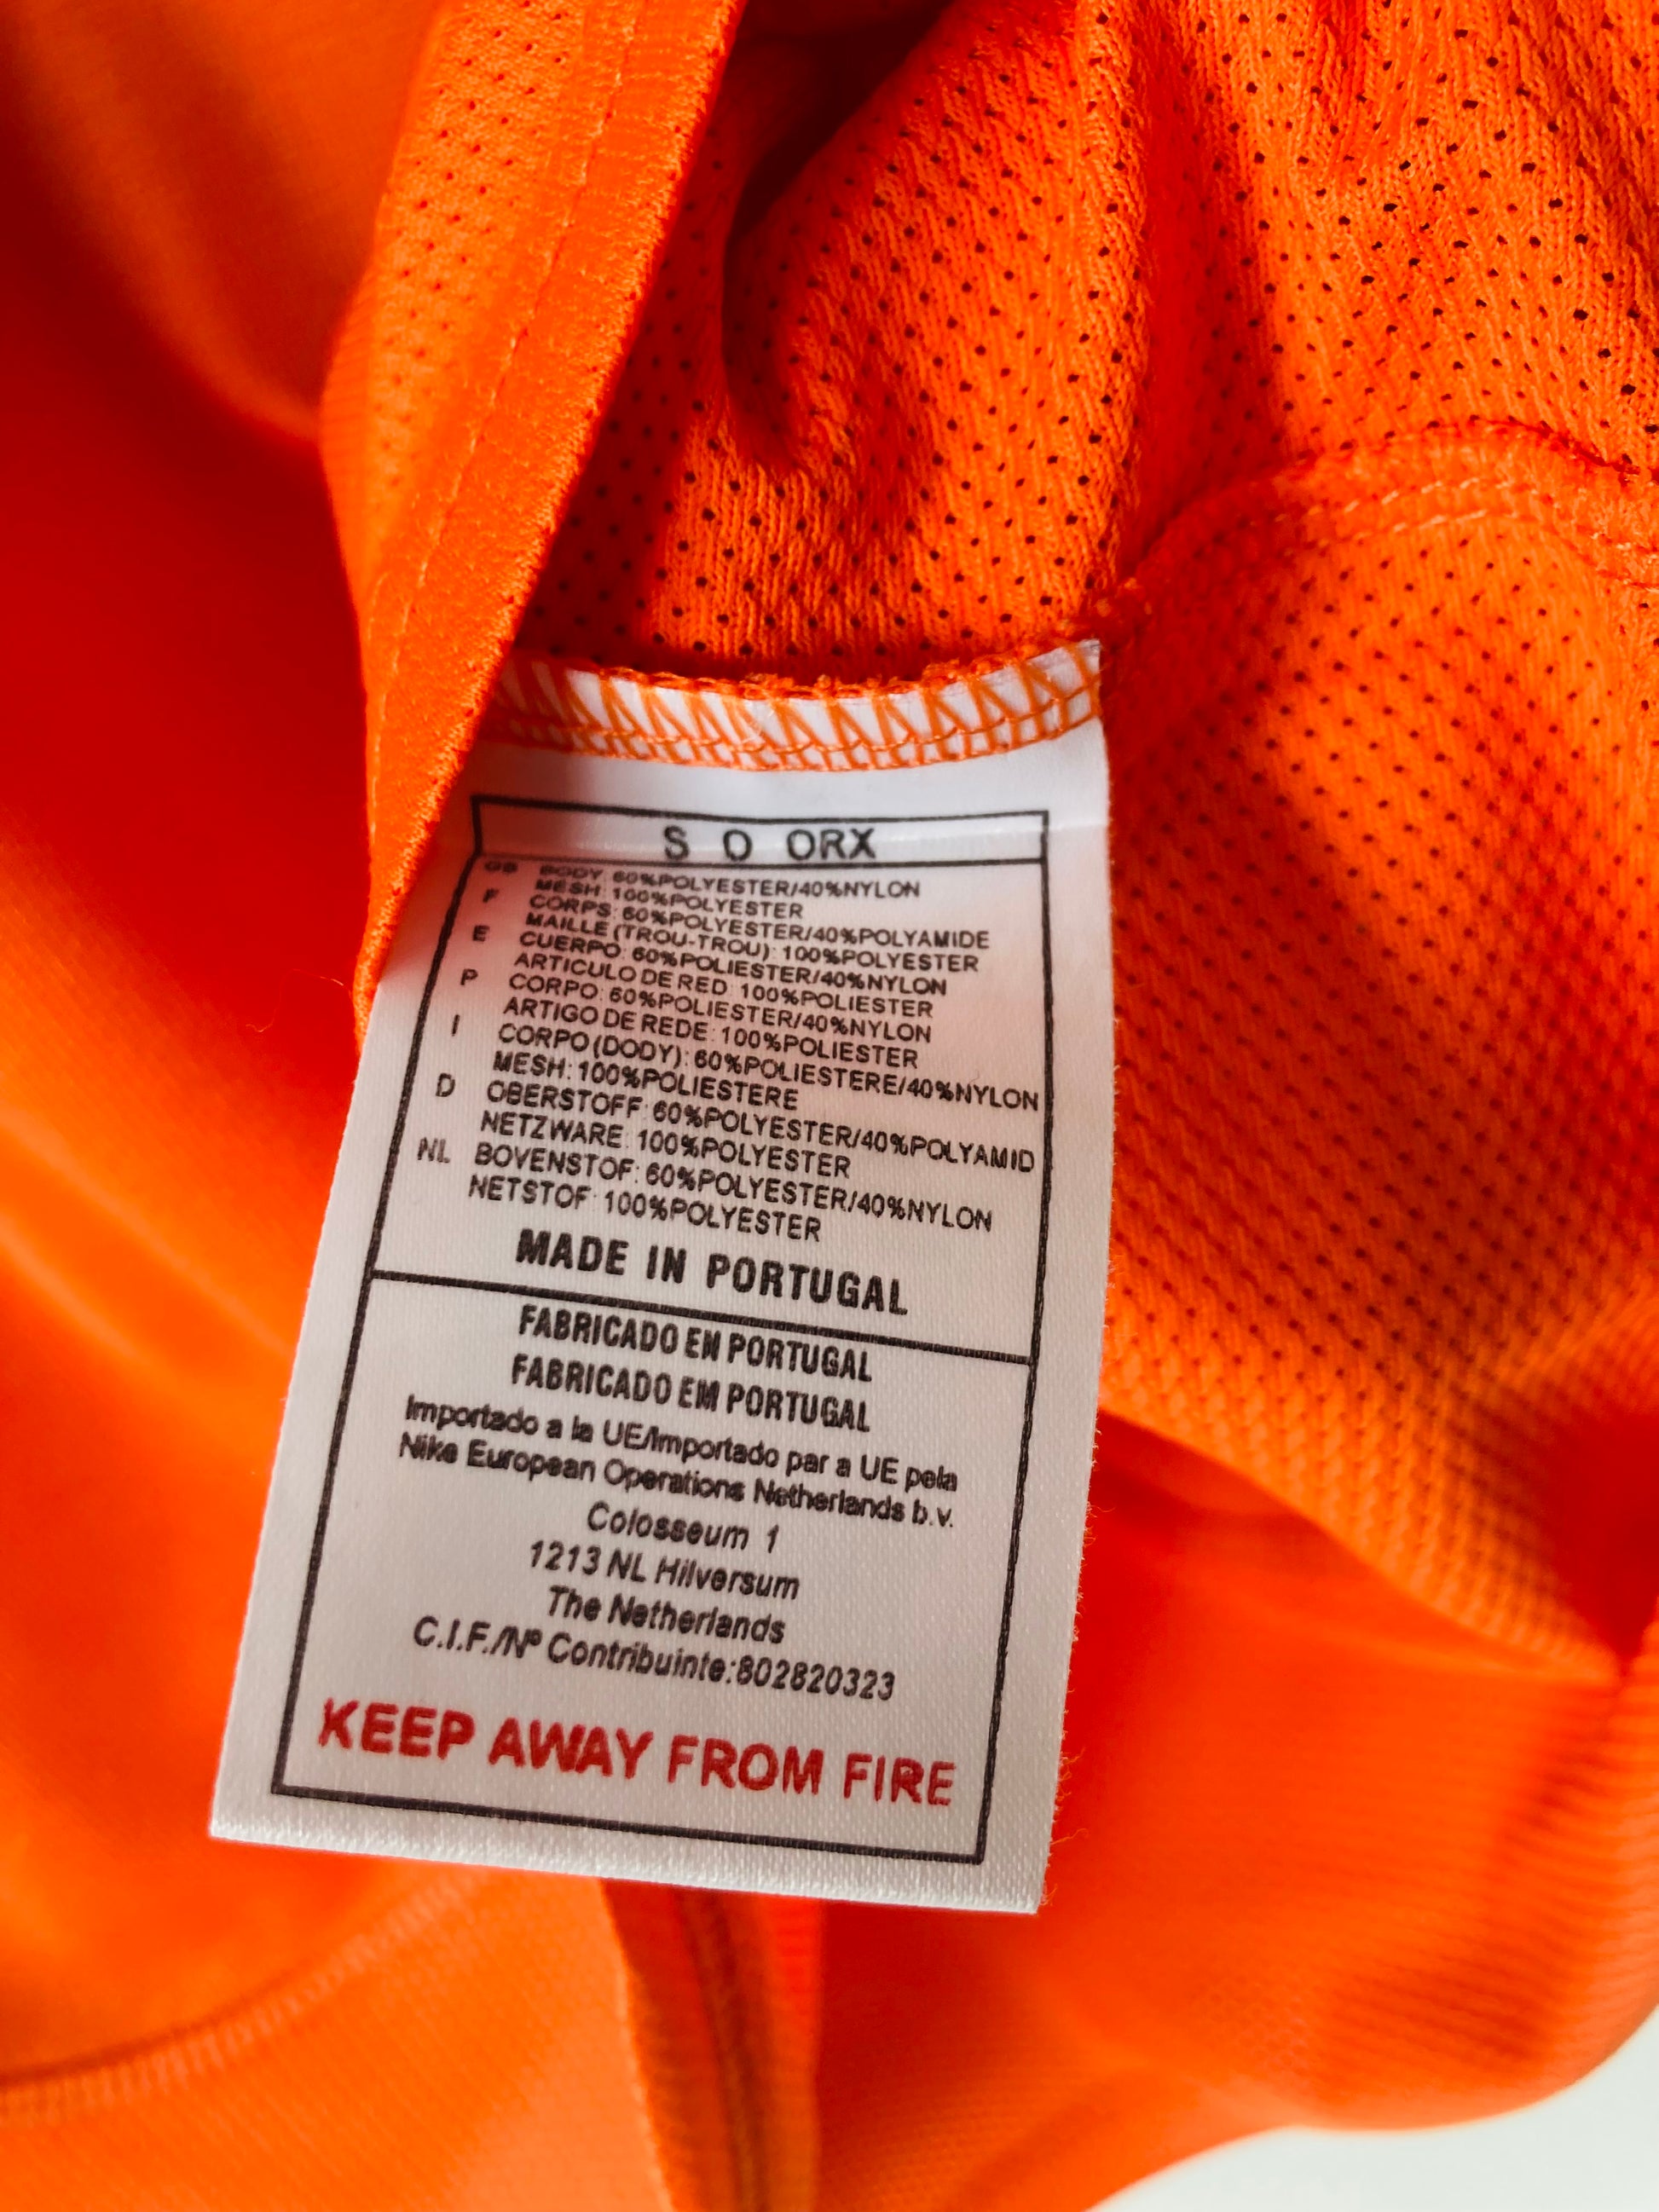 S O ORX
GB BODY: 60%POLYESTER/40%NYLON
MESH: 100%POLYESTER
F CORPS: 60%POLYESTER/40%POLYAMIDE
MAILLE (TROU-TROU): 100%POLYESTER
E CUERPO: 60%POLIESTER/40%NYLON
ARTICULO DE RED: 100%POLIESTER
P CORPO: 60%POLIESTER/40%NYLON
ARTIGO DE REDE: 100%POLIESTER
I CORPO (DODY): 60%POLIESTERE/40%NYLON
MESH: 100%POLIESTERE
D OBERSTOFF: 60%POLYESTER/40%POLYAMID
NETZWARE: 100%POLYESTER
NL BOVENSTOF: 60%POLYESTER/40%NYLON
NETSTOF: 100%POLYESTER
MADE IN PORTUGAL
FABRICADO EN PORTUGAL
FABRICADO EM PORTUGAL
Importado a la UE/Importado par a UE pela
Nike European Operations Netherlands b.v.
Colosseum 1
1213 NL Hilversum
The Netherlands
C.I.F./Nº Contribuinte:802820323
KEEP AWAY FROM FIRE